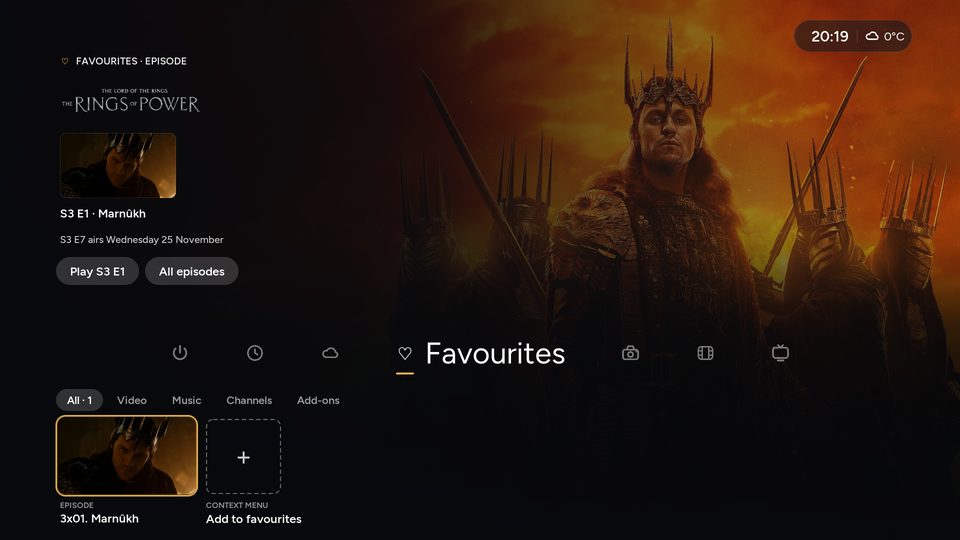 20:19 0°C
FAVOURITES · EPISODE
THE LORD OF THE RINGS
THE RINGS OF POWER
S3 E1 · Marnûkh
S3 E7 airs Wednesday 25 November
Play S3 E1 All episodes
Favourites
All · 1 Video Music Channels Add-ons
EPISODE
3x01. Marnûkh
CONTEXT MENU
Add to favourites